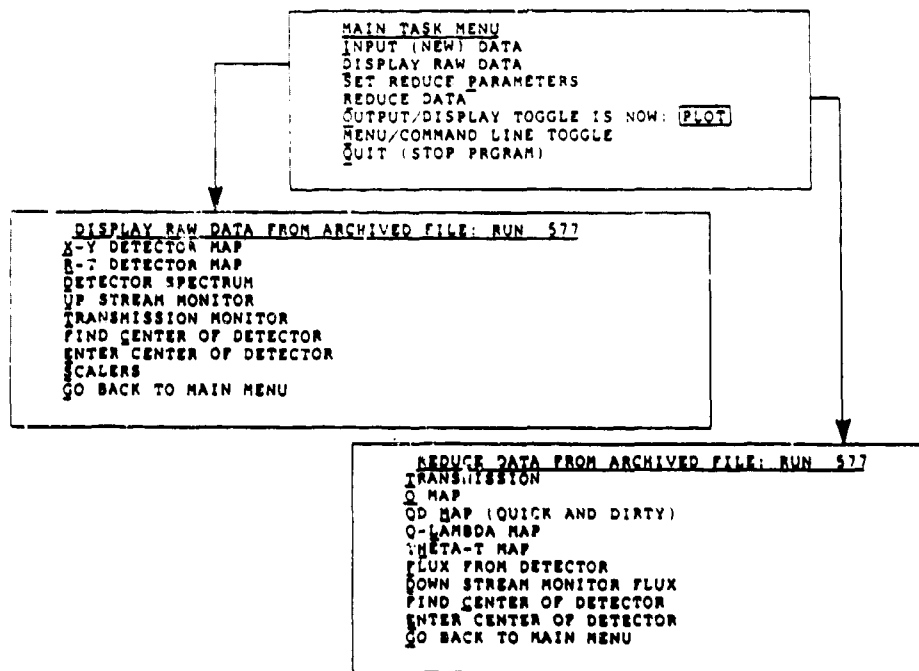 MAIN TASK MENU
INPUT (NEW) DATA
DISPLAY RAW DATA
SET REDUCE PARAMETERS
REDUCE DATA
OUTPUT/DISPLAY TOGGLE IS NOW: PLOT
MENU/COMMAND LINE TOGGLE
QUIT (STOP PRGRAM)
DISPLAY RAW DATA FROM ARCHIVED FILE: RUN 577
X-Y DETECTOR MAP
R-T DETECTOR MAP
DETECTOR SPECTRUM
UP STREAM MONITOR
TRANSMISSION MONITOR
FIND CENTER OF DETECTOR
ENTER CENTER OF DETECTOR
SCALERS
GO BACK TO MAIN MENU
REDUCE DATA FROM ARCHIVED FILE: RUN 577
TRANSMISSION
Q MAP
QD MAP (QUICK AND DIRTY)
Q-LAMBDA MAP
THETA-T MAP
FLUX FROM DETECTOR
DOWN STREAM MONITOR FLUX
FIND CENTER OF DETECTOR
ENTER CENTER OF DETECTOR
GO BACK TO MAIN MENU